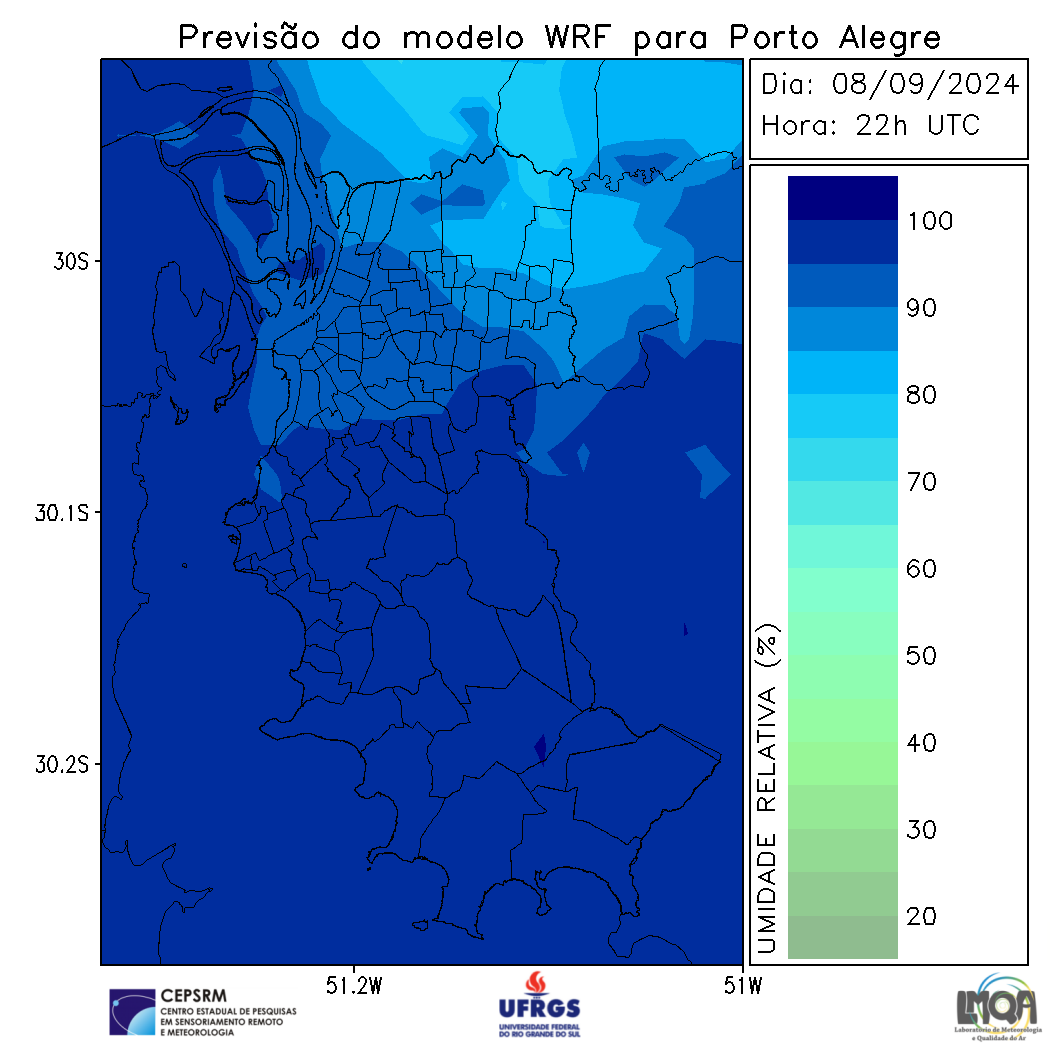 Previsão do modelo WRF para Porto Alegre
Dia: 08/09/2024
Hora: 22h UTC
100
90
80
70
60
50
40
30
20
UMIDADE RELATIVA (%)
30S
30.1S
30.2S
51.2W
51W
CEPSRM
CENTRO ESTADUAL DE PESQUISAS
EM SENSORIAMENTO REMOTO
E METEOROLOGIA
UFRGS
UNIVERSIDADE FEDERAL
DO RIO GRANDE DO SUL
LMQA
Laboratório de Meteorologia
e Qualidade do Ar